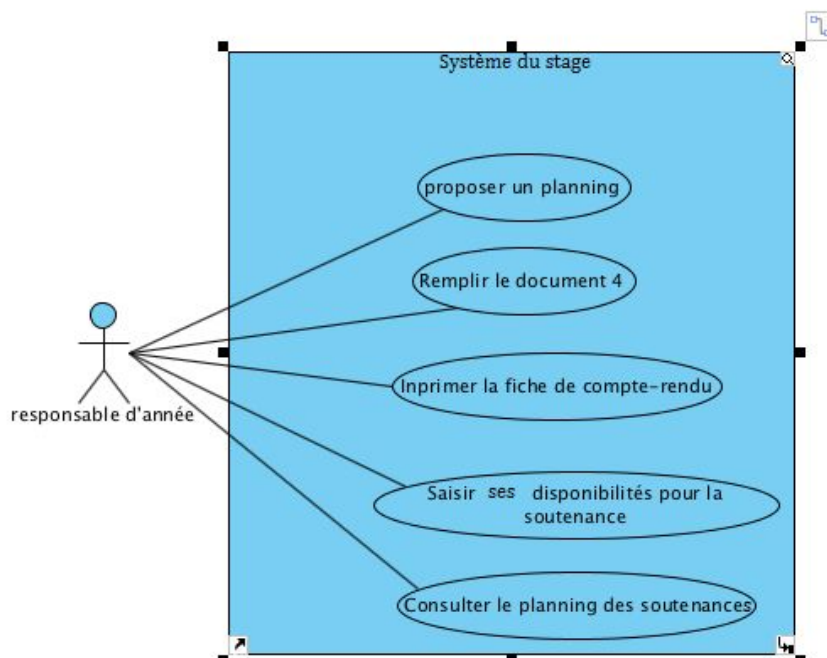 Système du stage
proposer un planning
Remplir le document 4
Inprimer la fiche de compte-rendu
responsable d'année
Saisir ses disponibilités pour la
soutenance
Consulter le planning des soutenances